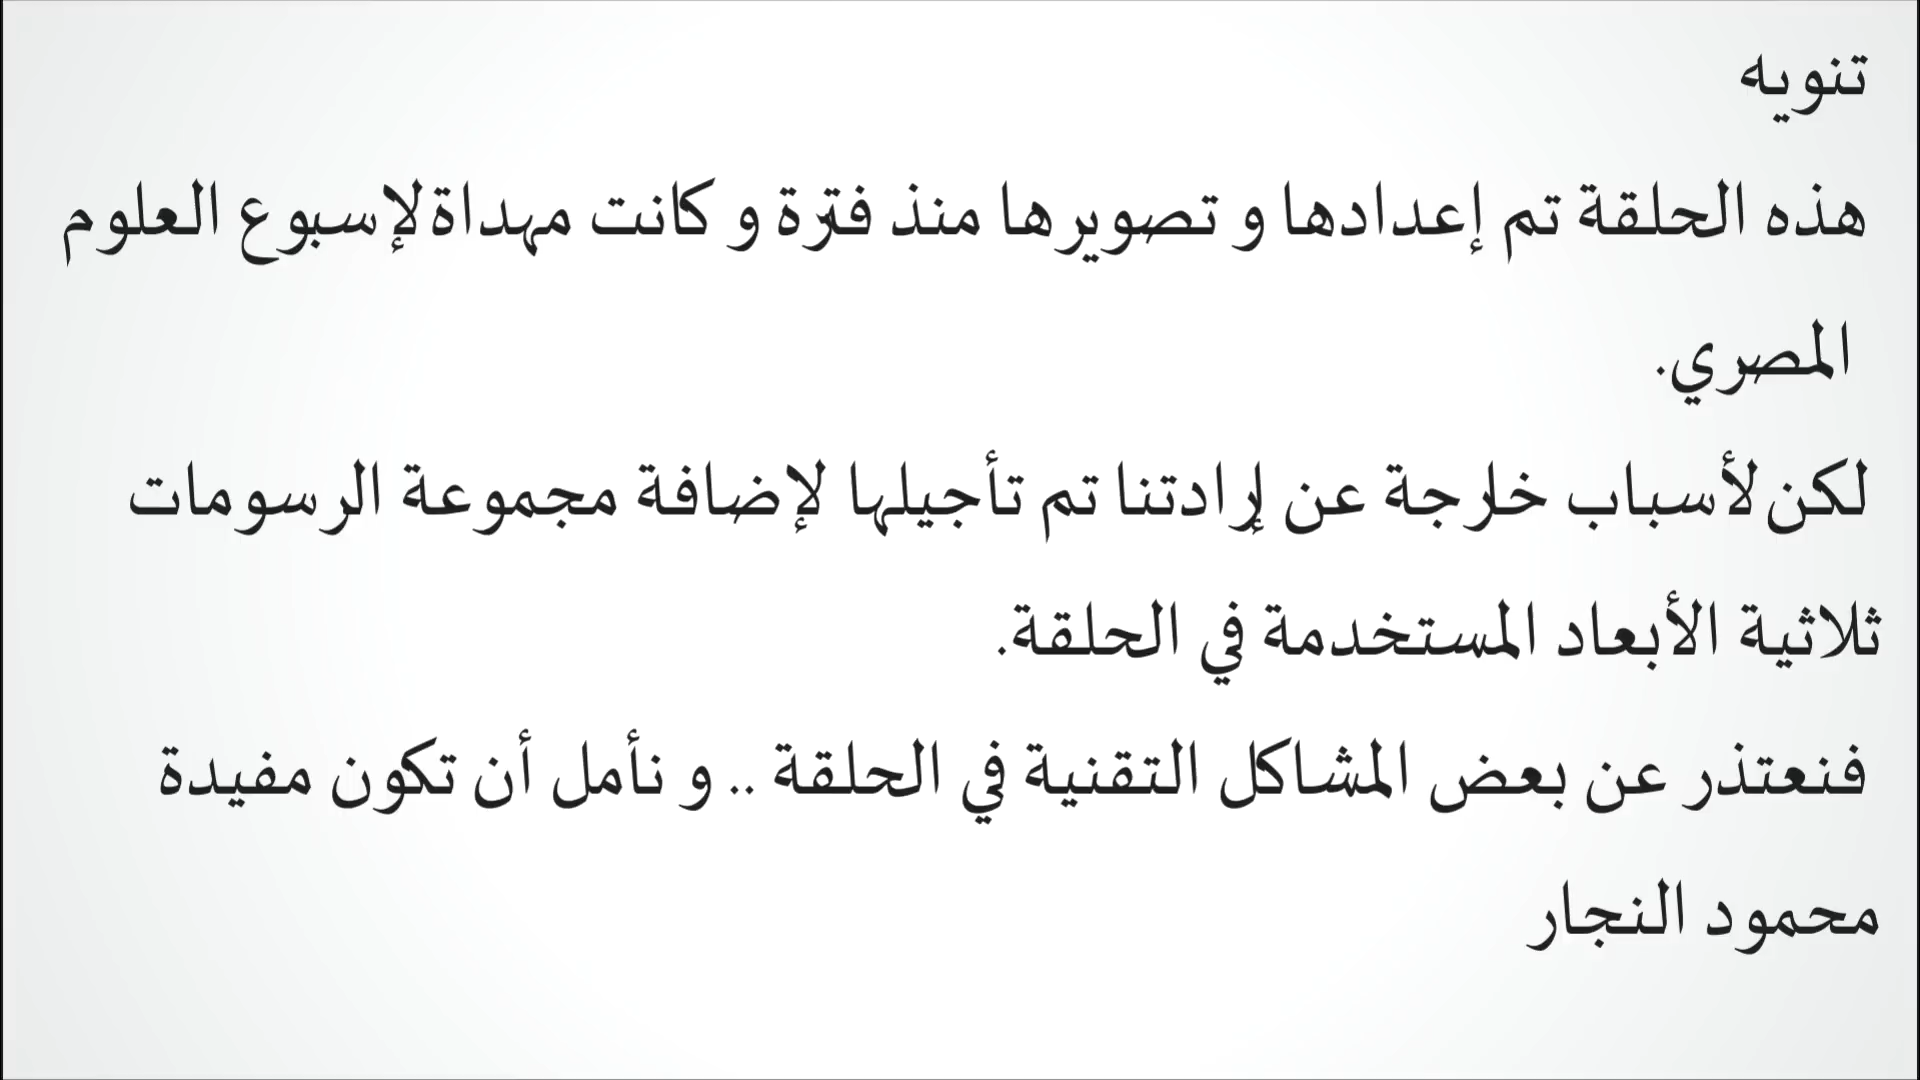 تنويه
هذه الحلقة تم إعدادها و تصويرها منذ فترة و كانت مهداة لإسبوع العلوم
المصري.
لكن لأسباب خارجة عن إرادتنا تم تأجيلها لإضافة مجموعة الرسومات
ثلاثية الأبعاد المستخدمة في الحلقة.
فنعتذر عن بعض المشاكل التقنية في الحلقة .. و نأمل أن تكون مفيدة
محمود النجار